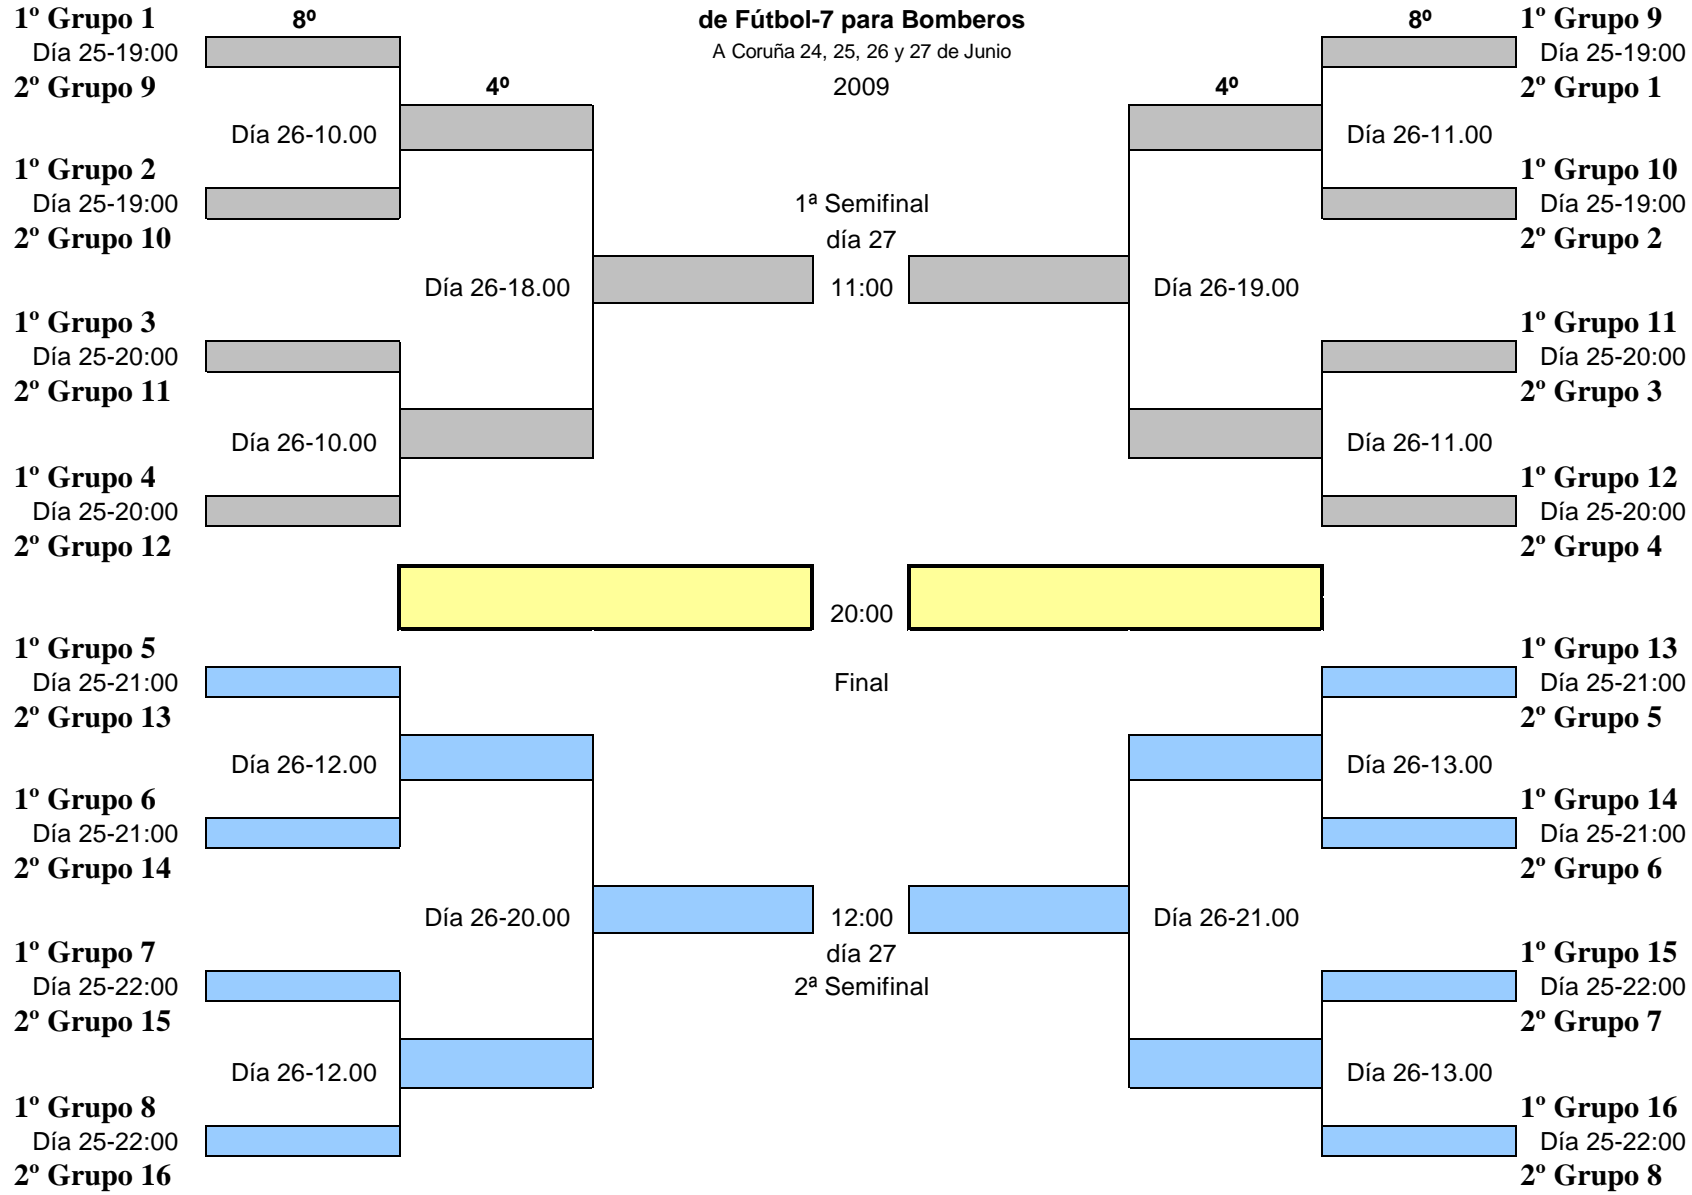 1º Grupo 1 8º de Fútbol-7 para Bomberos 8º 1º Grupo 9
Día 25-19:00 A Coruña 24, 25, 26 y 27 de Junio Día 25-19:00
2º Grupo 9 4º 2009 4º 2º Grupo 1
Día 26-10.00 Día 26-11.00
1º Grupo 2 1º Grupo 10
Día 25-19:00 1ª Semifinal Día 25-19:00
2º Grupo 10 día 27 2º Grupo 2
Día 26-18.00 11:00 Día 26-19.00
1º Grupo 3 1º Grupo 11
Día 25-20:00 Día 25-20:00
2º Grupo 11 2º Grupo 3
Día 26-10.00 Día 26-11.00
1º Grupo 4 1º Grupo 12
Día 25-20:00 Día 25-20:00
2º Grupo 12 2º Grupo 4
20:00
1º Grupo 5 1º Grupo 13
Día 25-21:00 Final Día 25-21:00
2º Grupo 13 2º Grupo 5
Día 26-12.00 Día 26-13.00
1º Grupo 6 1º Grupo 14
Día 25-21:00 Día 25-21:00
2º Grupo 14 2º Grupo 6
Día 26-20.00 12:00 Día 26-21.00
1º Grupo 7 día 27 1º Grupo 15
Día 25-22:00 2ª Semifinal Día 25-22:00
2º Grupo 15 2º Grupo 7
Día 26-12.00 Día 26-13.00
1º Grupo 8 1º Grupo 16
Día 25-22:00 Día 25-22:00
2º Grupo 16 2º Grupo 8